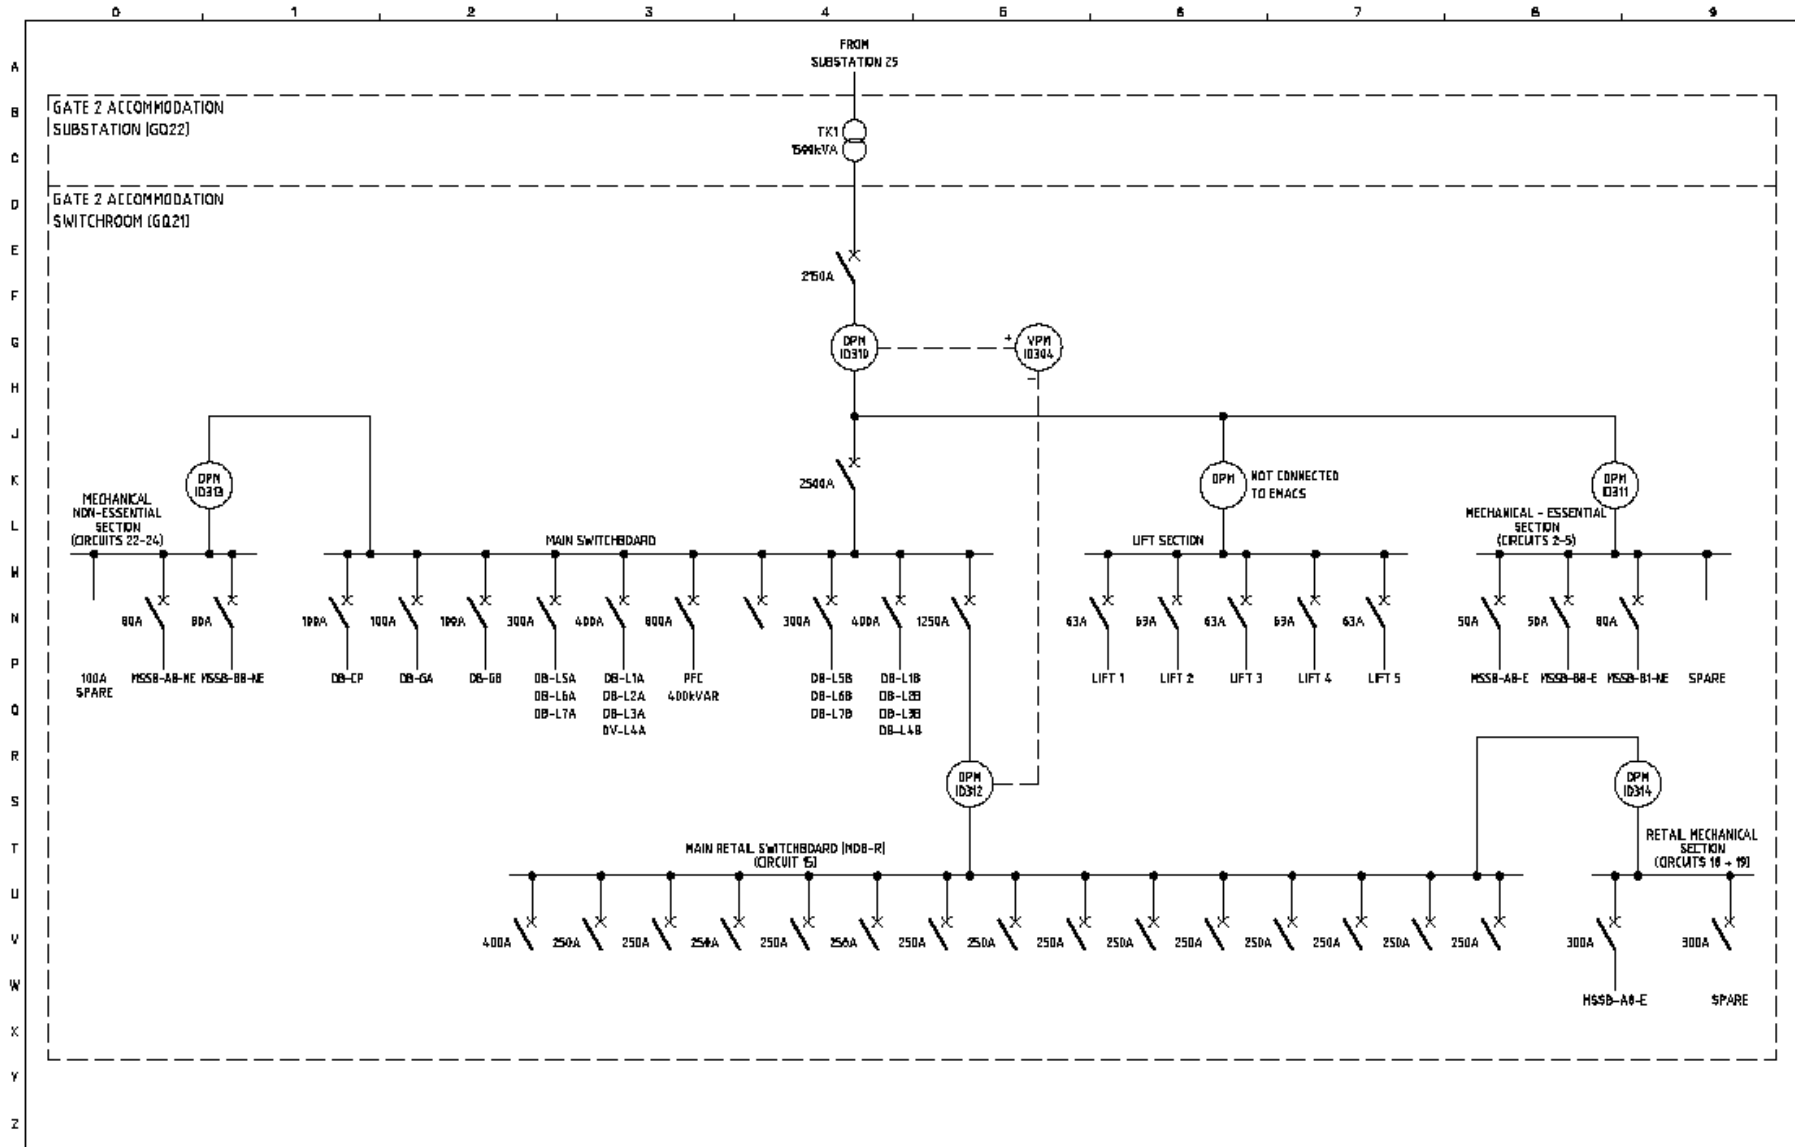 0 1 2 3 4 5 6 7 8 9
A
B
C
D
E
F
G
H
J
K
L
M
N
P
Q
R
S
T
U
V
W
X
Y
Z
FROM
SUBSTATION 25
GATE 2 ACCOMMODATION
SUBSTATION (GQ22)
TX1
1500kVA
GATE 2 ACCOMMODATION
SWITCHROOM (GQ21)
DPM
ID310
VPM
ID304
+
-
DPM
ID313
2500A
DPM
NOT CONNECTED
TO EMACS
DPM
ID311
MECHANICAL
NON-ESSENTIAL
SECTION
(CIRCUITS 22-24)
MAIN SWITCHBOARD
LIFT SECTION
MECHANICAL - ESSENTIAL
SECTION
(CIRCUITS 2-5)
80A 80A 100A 100A 100A 300A 400A 800A 300A 400A 1250A 63A 63A 63A 63A 63A 50A 50A 80A
100A
SPARE
MSSB-A8-NE
MSSB-B8-NE
DB-CP
DB-GA
DB-GB
DB-L5A
DB-L6A
DB-L7A
DB-L1A
DB-L2A
DB-L3A
DV-L4A
PFC
400KVAR
DB-L5B
DB-L6B
DB-L7B
DB-L1B
DB-L2B
DB-L3B
DB-L4B
LIFT 1
LIFT 2
LIFT 3
LIFT 4
LIFT 5
MSSB-A8-E
MSSB-B8-E
MSSB-B1-NE
SPARE
DPM
ID312
DPM
ID314
MAIN RETAIL SWITCHBOARD (MDB-R)
(CIRCUIT 15)
RETAIL MECHANICAL
SECTION
(CIRCUITS 18 + 19)
400A 250A 250A 250A 250A 250A 250A 250A 250A 250A 250A 250A 250A 250A 250A 300A 300A
MSSB-A8-E
SPARE